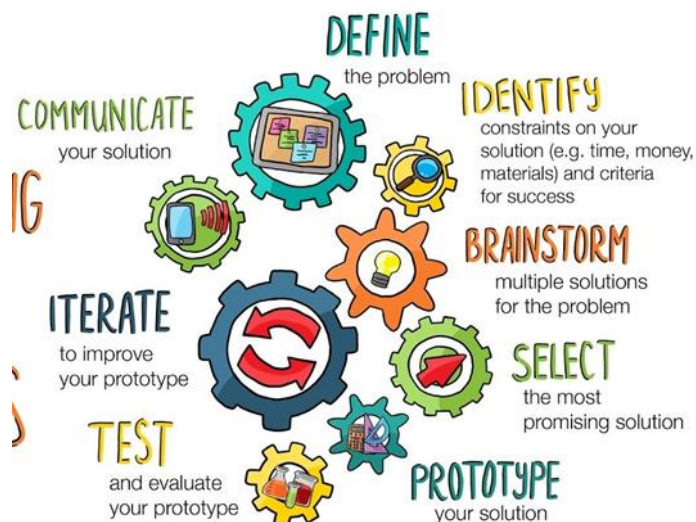 DEFINE
the problem
IDENTIFY
constraints on your
solution (e.g. time, money,
materials) and criteria
for success
BRAINSTORM
multiple solutions
for the problem
SELECT
the most
promising solution
PROTOTYPE
your solution
TEST
and evaluate
your prototype
ITERATE
to improve
your prototype
COMMUNICATE
your solution